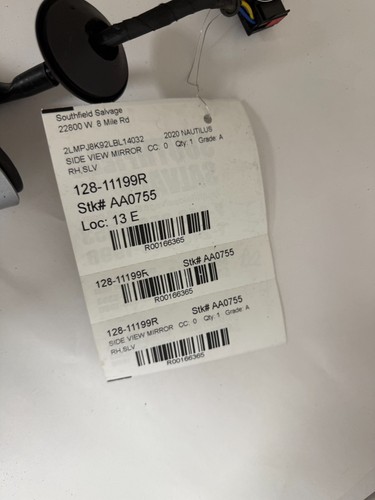 Southfield Salvage
22800 W 8 Mile Rd
2LMPJ8K92LBL14032 2020 NAUTILUS
SIDE VIEW MIRROR CC: 0 Qty: 1 Grade: A
RH,SLV
128-11199R
Stk# AA0755
Loc: 13 E
R00166365
128-11199R Stk# AA0755
R00166365
128-11199R Stk# AA0755
SIDE VIEW MIRROR CC: 0 Qty: 1 Grade: A
RH,SLV
R00166365